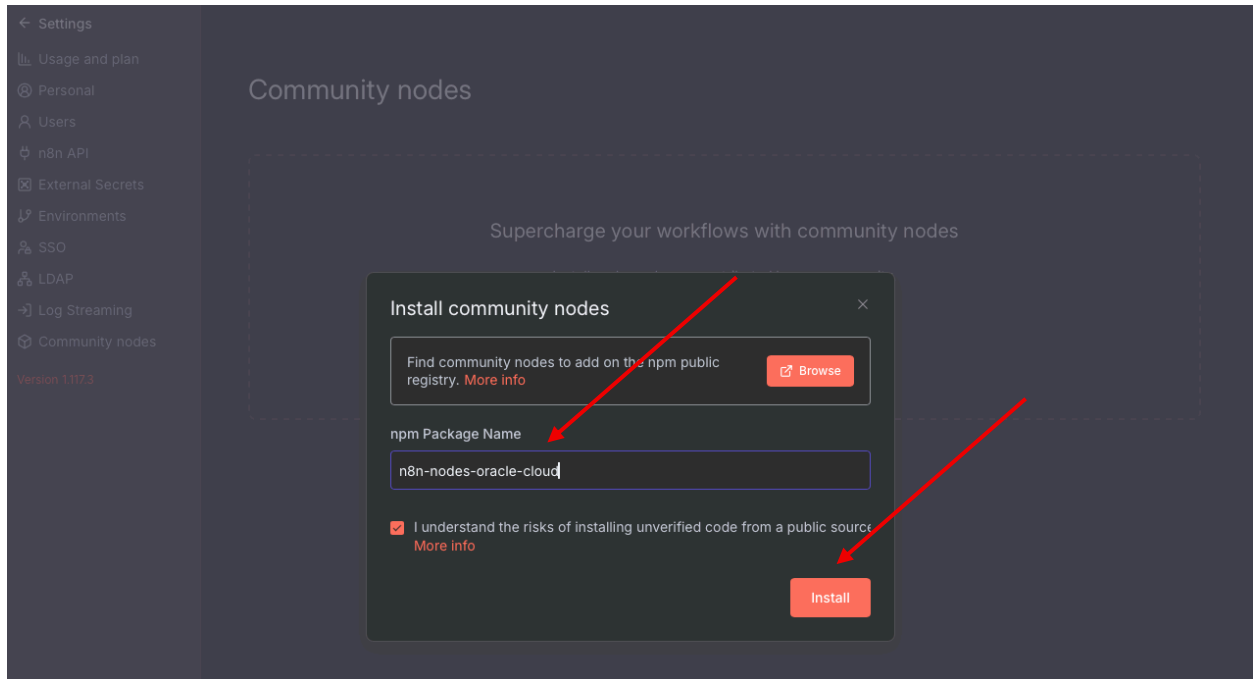 Settings
Usage and plan
Personal
Users
n8n API
External Secrets
Environments
SSO
LDAP
Log Streaming
Community nodes
Version 1.117.3
Community nodes
Supercharge your workflows with community nodes
Install community nodes
Find community nodes to add on the npm public
registry. More info
Browse
npm Package Name
n8n-nodes-oracle-cloud
I understand the risks of installing unverified code from a public source
More info
Install